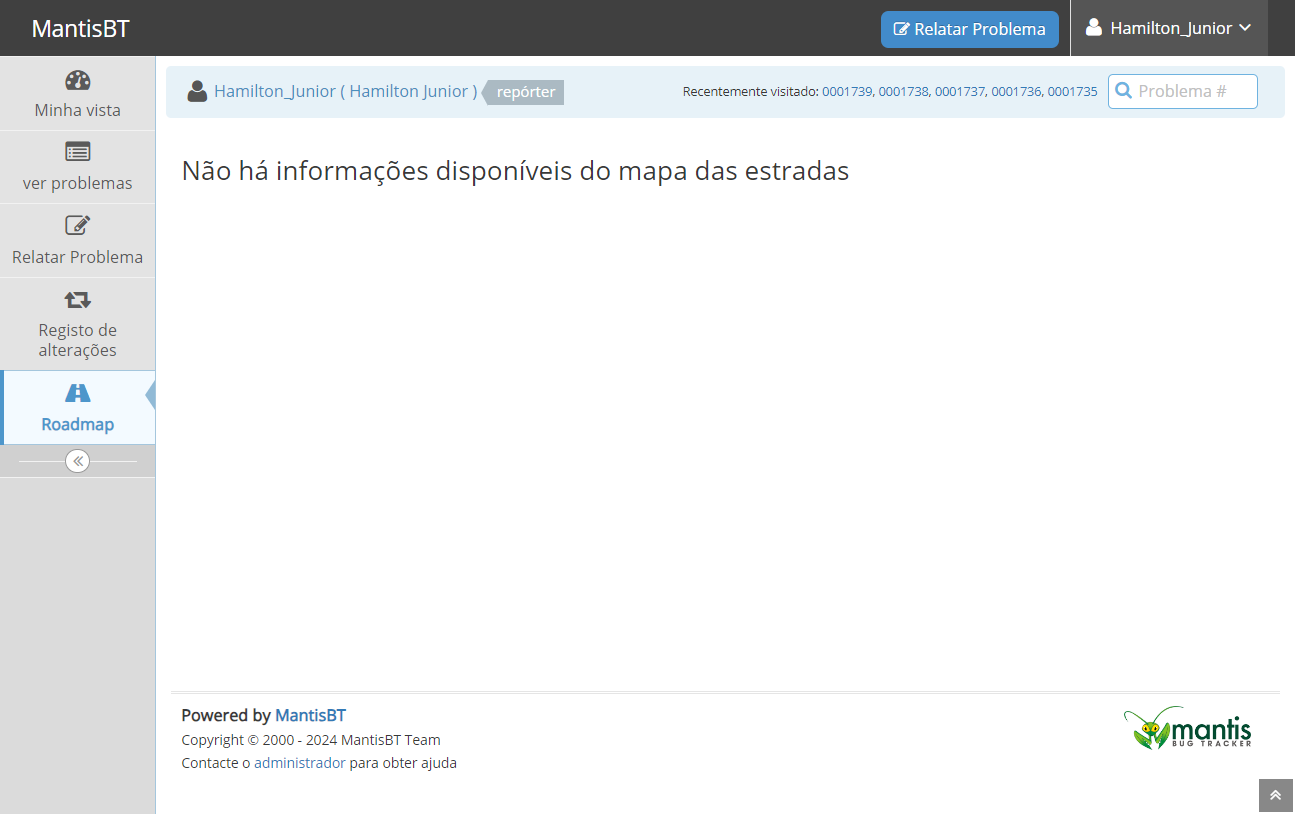 MantisBT
Relatar Problema
Hamilton_Junior
Minha vista
ver problemas
Relatar Problema
Registo de
alterações
Roadmap
Hamilton_Junior ( Hamilton Junior )
repórter
Recentemente visitado: 0001739, 0001738, 0001737, 0001736, 0001735
Problema #
Não há informações disponíveis do mapa das estradas
Powered by MantisBT
Copyright © 2000 - 2024 MantisBT Team
Contacte o administrador para obter ajuda
mantis
BUG TRACKER